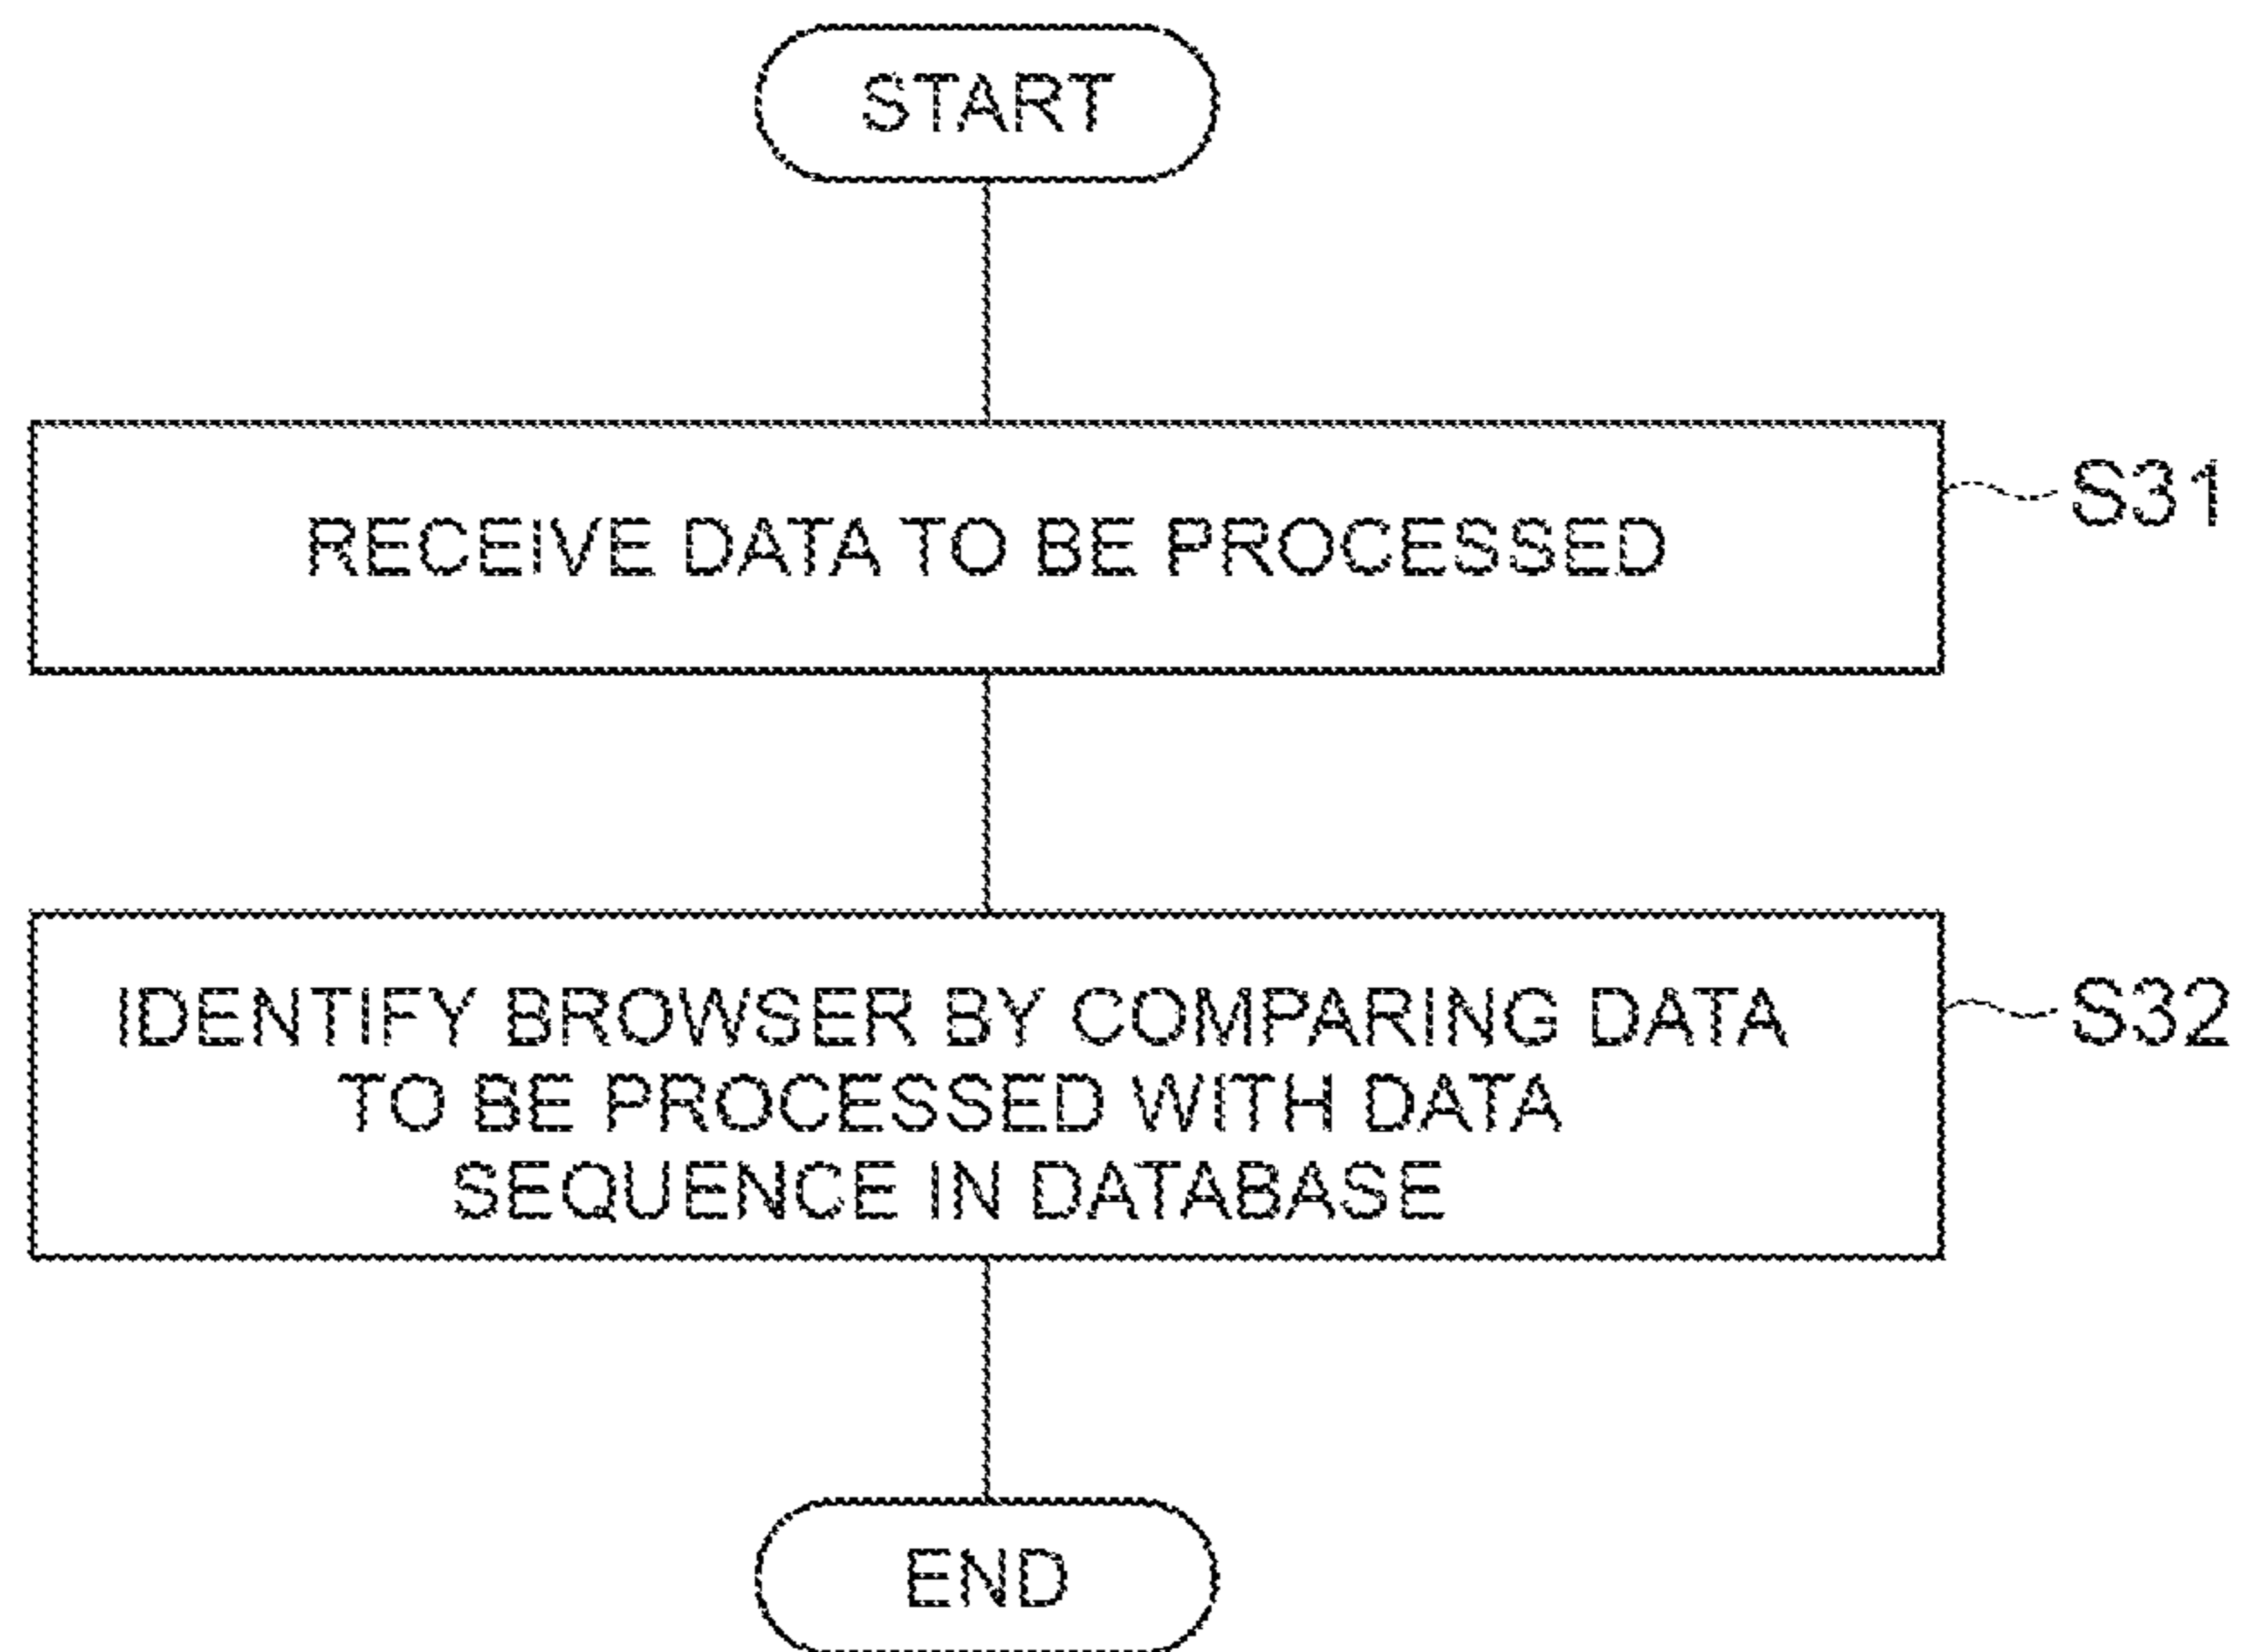 START
RECEIVE DATA TO BE PROCESSED
S31
IDENTIFY BROWSER BY COMPARING DATA
TO BE PROCESSED WITH DATA
SEQUENCE IN DATABASE
S32
END